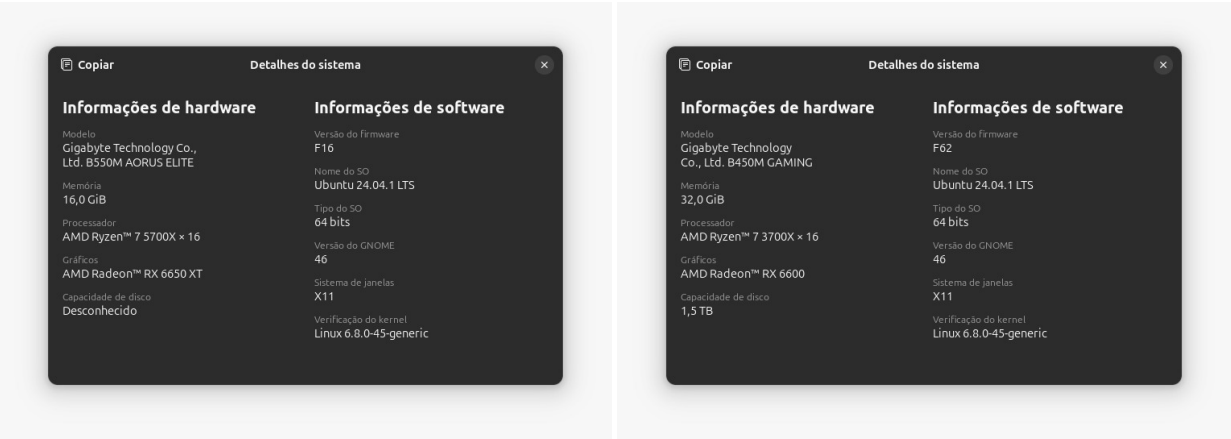 Copiar
Detalhes do sistema
Informações de hardware
Modelo
Gigabyte Technology Co.,
Ltd. B550M AORUS ELITE
Memória
16,0 GiB
Processador
AMD Ryzen™ 7 5700X × 16
Gráficos
AMD Radeon™ RX 6650 XT
Capacidade de disco
Desconhecido
Informações de software
Versão do firmware
F16
Nome do SO
Ubuntu 24.04.1 LTS
Tipo do SO
64 bits
Versão do GNOME
46
Sistema de janelas
X11
Verificação do kernel
Linux 6.8.0-45-generic
Copiar
Detalhes do sistema
Informações de hardware
Modelo
Gigabyte Technology
Co., Ltd. B450M GAMING
Memória
32,0 GiB
Processador
AMD Ryzen™ 7 3700X × 16
Gráficos
AMD Radeon™ RX 6600
Capacidade de disco
1,5 TB
Informações de software
Versão do firmware
F62
Nome do SO
Ubuntu 24.04.1 LTS
Tipo do SO
64 bits
Versão do GNOME
46
Sistema de janelas
X11
Verificação do kernel
Linux 6.8.0-45-generic